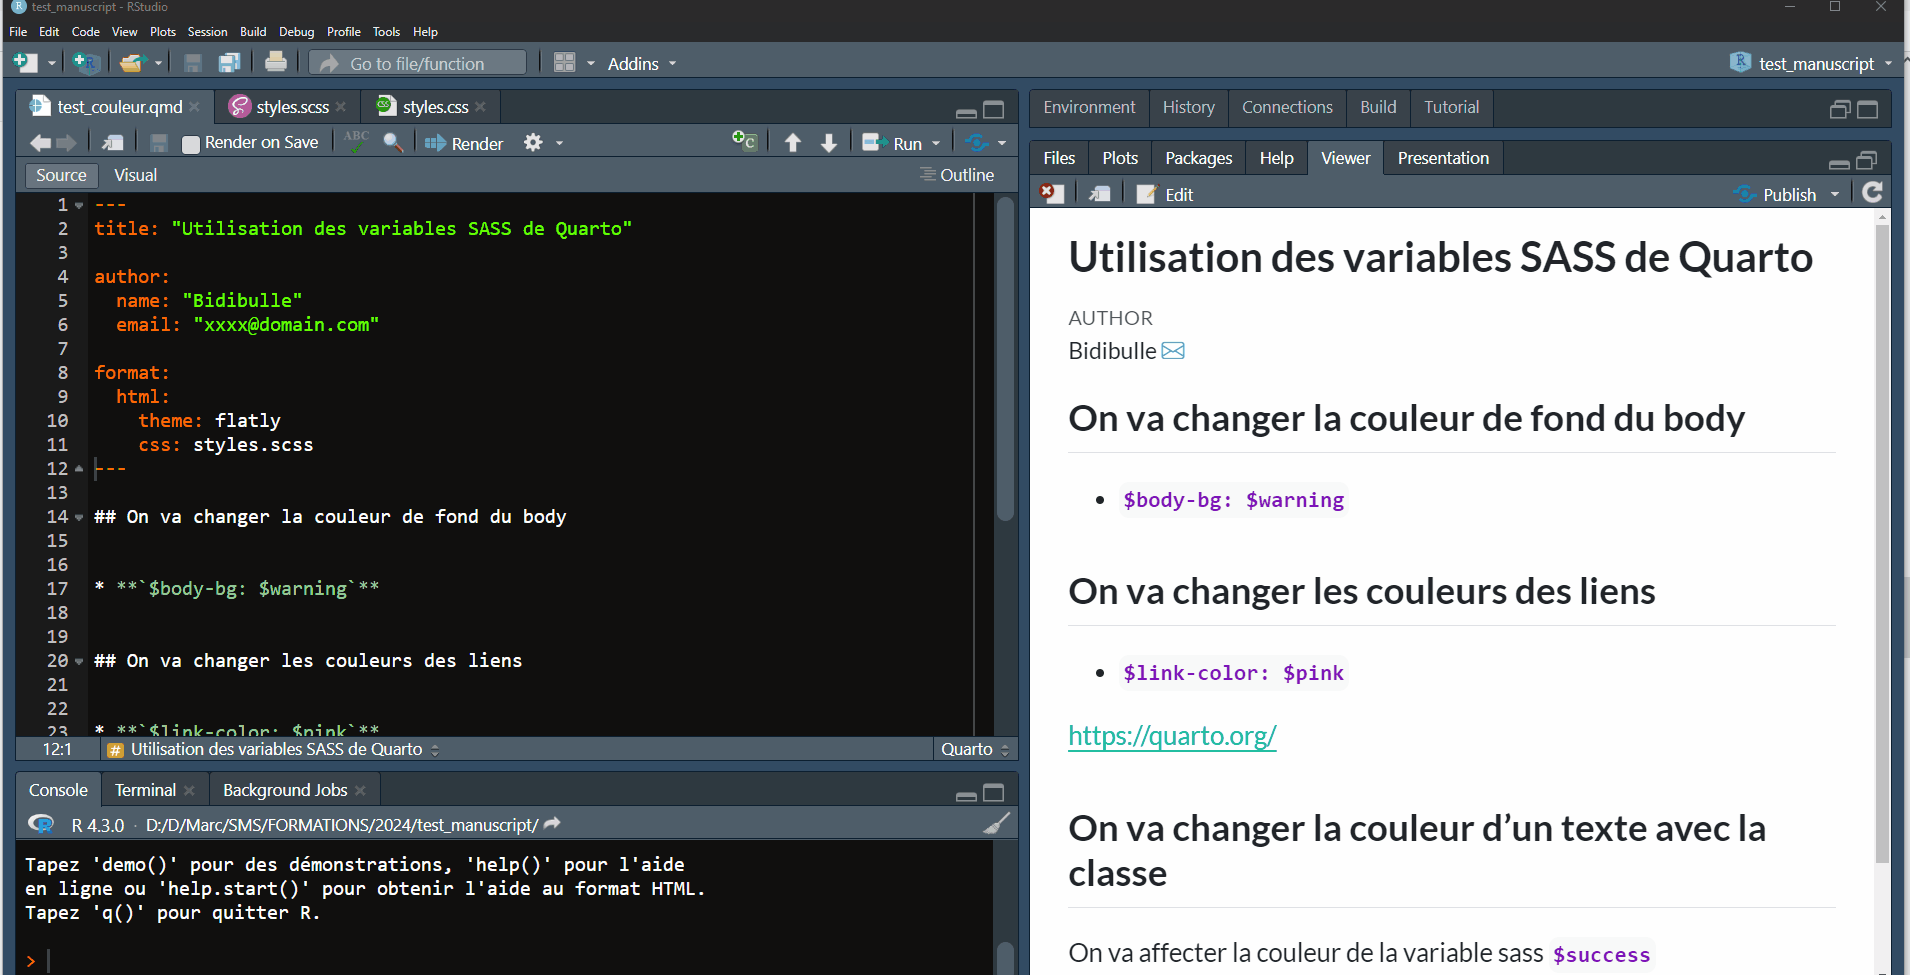 test_manuscript - RStudio
File Edit Code View Plots Session Build Debug Profile Tools Help
Go to file/function Addins test_manuscript
test_couleur.qmd styles.scss styles.css
Render on Save ABC Render Run
Source Visual Outline
1 ---
2 title: "Utilisation des variables SASS de Quarto"
3
4 author:
5 name: "Bidibulle"
6 email: "xxxx@domain.com"
7
8 format:
9 html:
10 theme: flatly
11 css: styles.scss
12 ---
13
14 ## On va changer la couleur de fond du body
15
16
17 * **`$body-bg: $warning`**
18
19
20 ## On va changer les couleurs des liens
21
22
23 * **`$link-color: $pink`**
12:1 # Utilisation des variables SASS de Quarto Quarto
Console Terminal Background Jobs
R 4.3.0 · D:/D/Marc/SMS/FORMATIONS/2024/test_manuscript/
Tapez 'demo()' pour des démonstrations, 'help()' pour l'aide
en ligne ou 'help.start()' pour obtenir l'aide au format HTML.
Tapez 'q()' pour quitter R.
>
Environment History Connections Build Tutorial
Files Plots Packages Help Viewer Presentation
Edit Publish
Utilisation des variables SASS de Quarto
AUTHOR
Bidibulle
On va changer la couleur de fond du body
• $body-bg: $warning
On va changer les couleurs des liens
• $link-color: $pink
https://quarto.org/
On va changer la couleur d’un texte avec la
classe
On va affecter la couleur de la variable sass $success